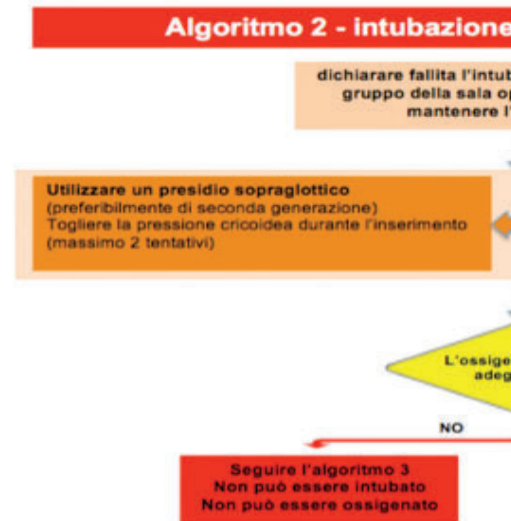 Algoritmo 2 - intubazione
dichiarare fallita l'intub
gruppo della sala op
mantenere l'
Utilizzare un presidio sopraglottico
(preferibilmente di seconda generazione)
Togliere la pressione cricoidea durante l'inserimento
(massimo 2 tentativi)
L'ossige
adeg
NO
Seguire l'algoritmo 3
Non può essere intubato
Non può essere ossigenato